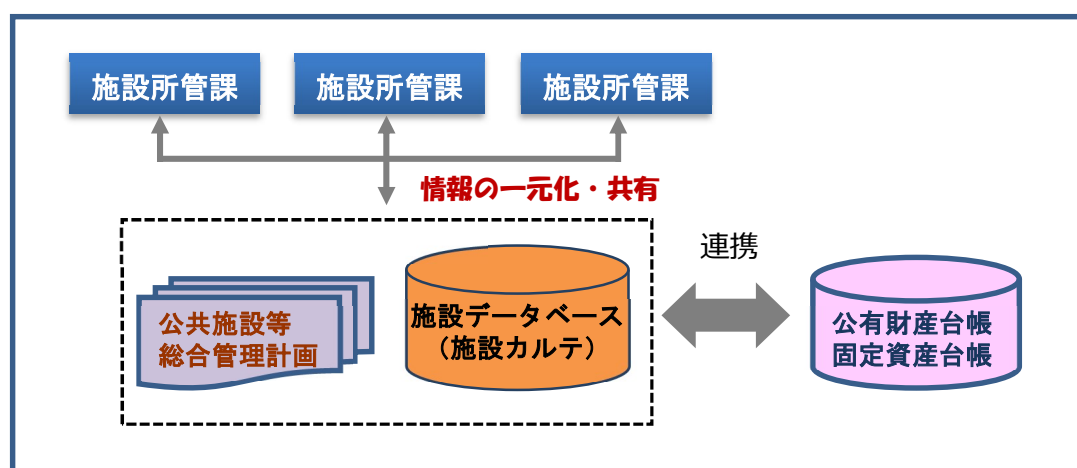 施設所管課
施設所管課
施設所管課
情報の一元化・共有
連携
公共施設等
総合管理計画
施設データベース
（施設カルテ）
公有財産台帳
固定資産台帳